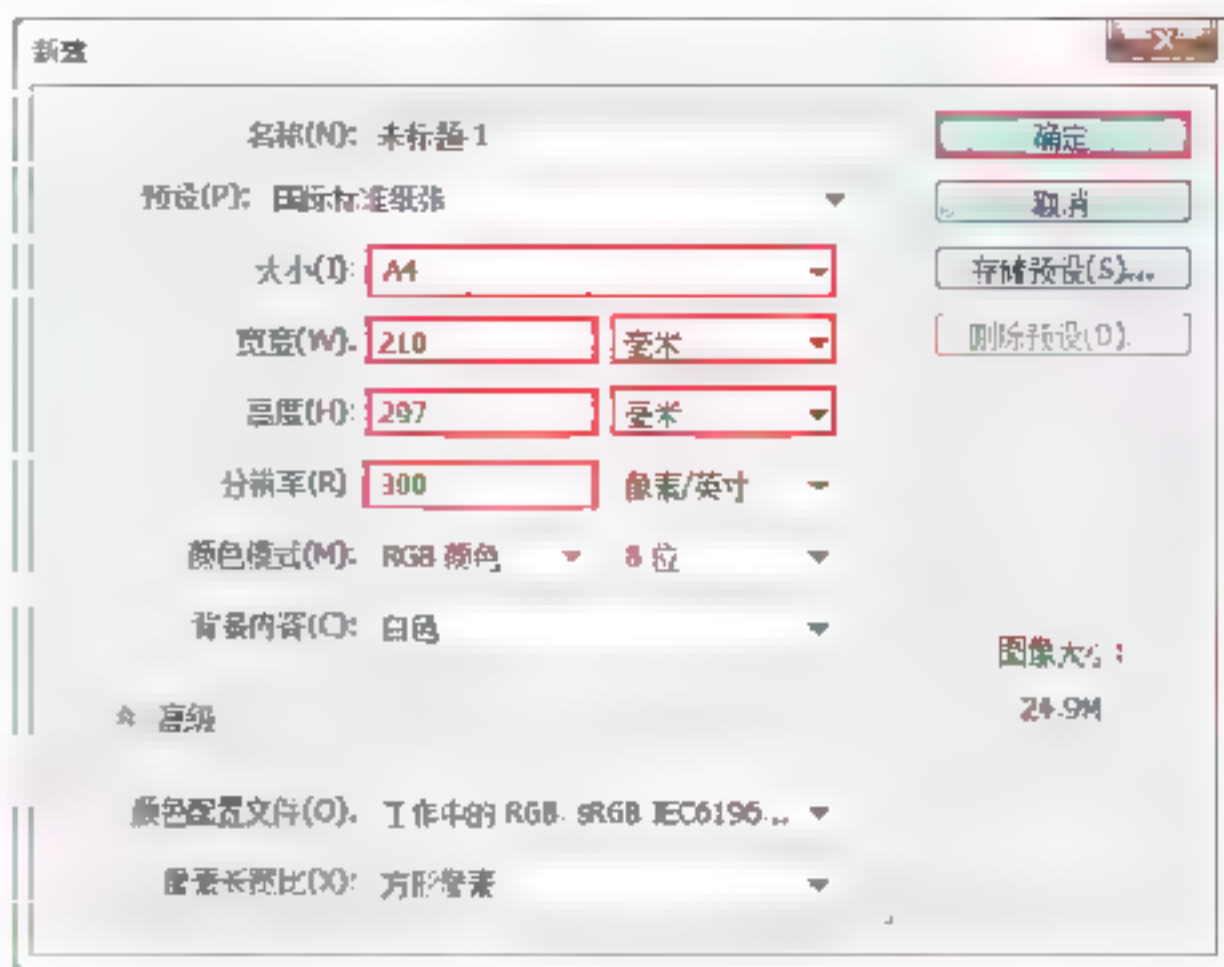 新建
名称(N): 未标题 1
确定
预设(P): 国际标准纸张
取消
大小(I): A4
存储预设(S)...
宽度(W): 210 毫米
删除预设(D)
高度(H): 297 毫米
分辨率(R) 300 像素/英寸
颜色模式(M): RGB 颜色 8 位
背景内容(C): 白色
图像大小:
24.9M
高级
颜色配置文件(O): 工作中的 RGB: sRGB IEC6196...
像素长宽比(X): 方形像素